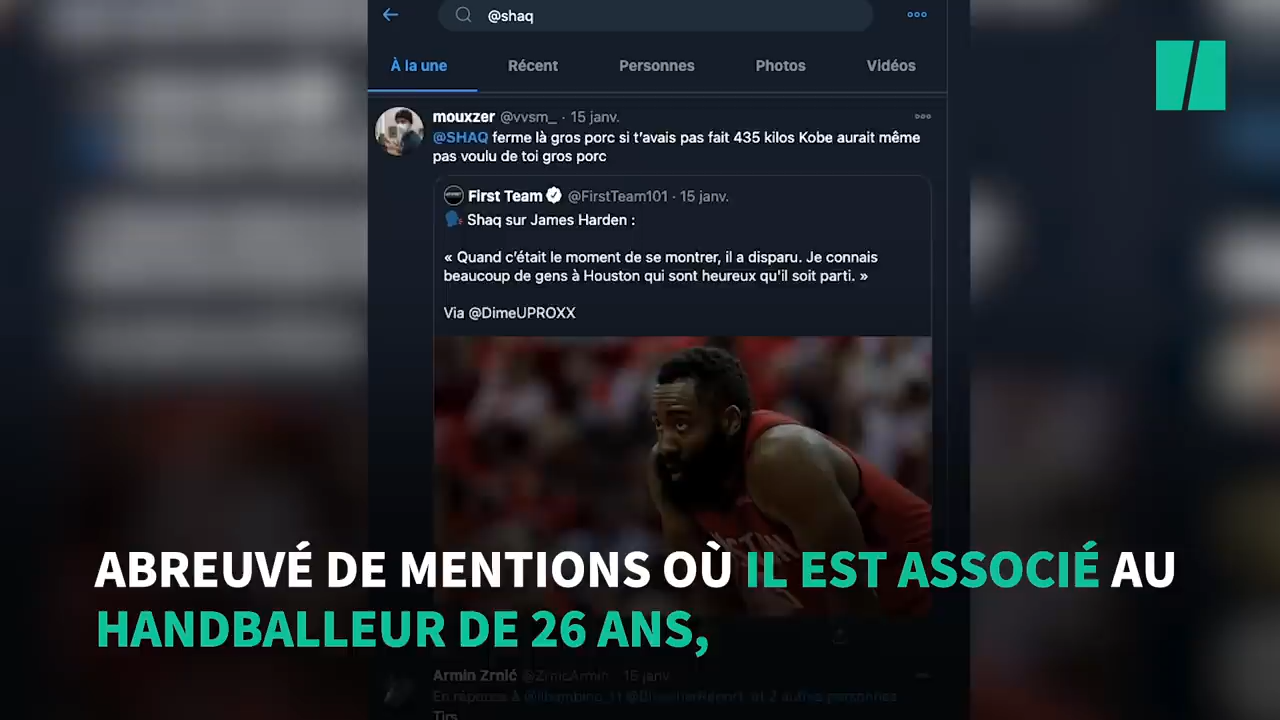 @shaq
À la une
Récent
Personnes
Photos
Vidéos
mouxzer @vvsm_ · 15 janv.
@SHAQ ferme là gros porc si t'avais pas fait 435 kilos Kobe aurait même
pas voulu de toi gros porc
First Team @FirstTeam101 · 15 janv.
Shaq sur James Harden :
« Quand c'était le moment de se montrer, il a disparu. Je connais
beaucoup de gens à Houston qui sont heureux qu'il soit parti. »
Via @DimeUPROXX
ABREUVÉ DE MENTIONS OÙ IL EST ASSOCIÉ AU
HANDBALLEUR DE 26 ANS,
Armin Zrnić @ZrnicArmin · 15 janv.
En réponse à